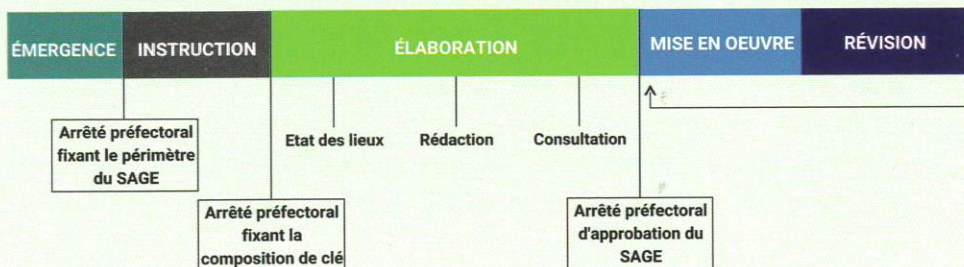 ÉMERGENCE
INSTRUCTION
ÉLABORATION
MISE EN OEUVRE
RÉVISION
Etat des lieux
Rédaction
Consultation
Arrêté préfectoral
fixant le périmètre
du SAGE
Arrêté préfectoral
fixant la
composition de clé
Arrêté préfectoral
d'approbation du
SAGE